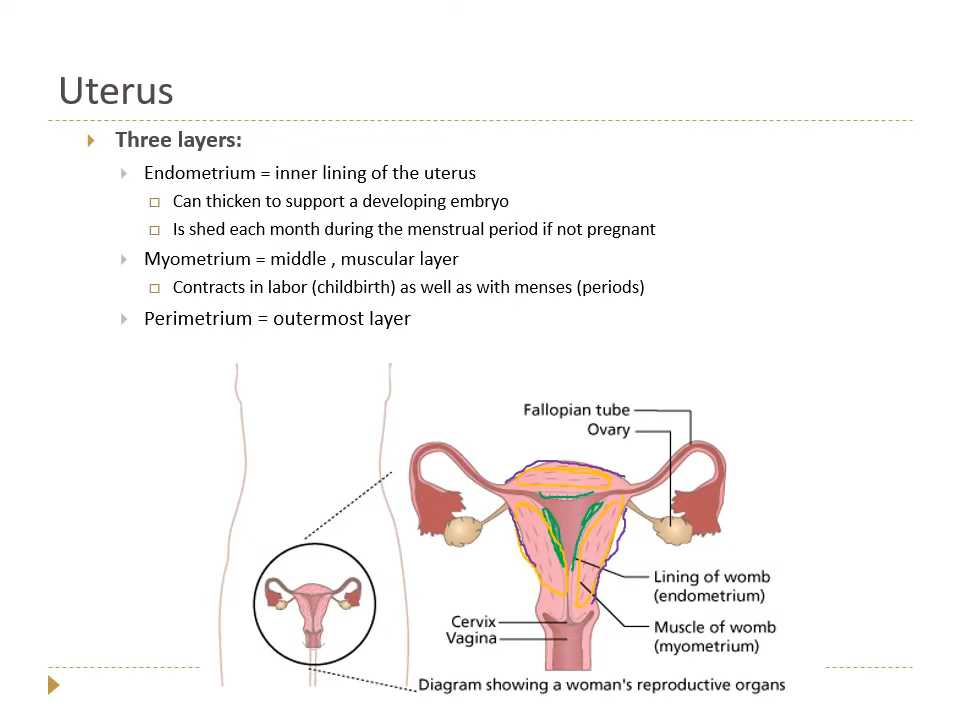 Uterus
Three layers:
Endometrium = inner lining of the uterus
Can thicken to support a developing embryo
Is shed each month during the menstrual period if not pregnant
Myometrium = middle , muscular layer
Contracts in labor (childbirth) as well as with menses (periods)
Perimetrium = outermost layer
Fallopian tube
Ovary
Lining of womb
(endometrium)
Cervix
Muscle of womb
Vagina
(myometrium)
Diagram showing a woman's reproductive organs